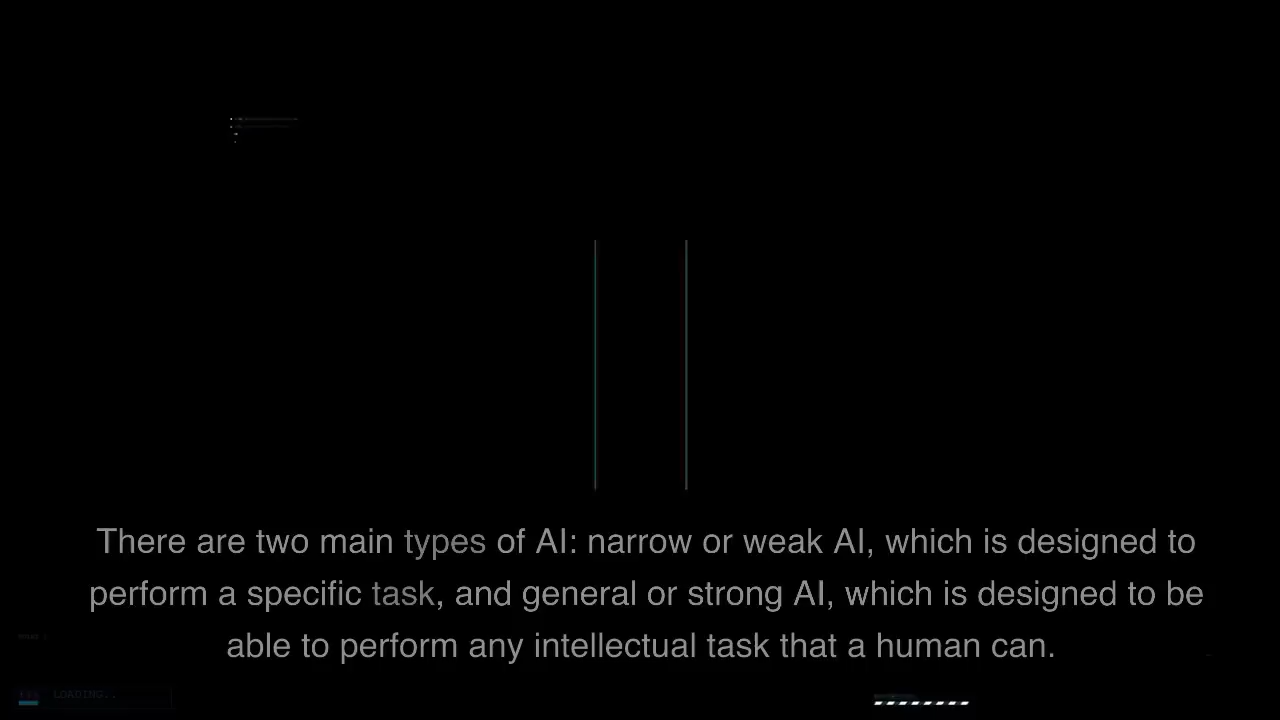 There are two main types of AI: narrow or weak AI, which is designed to
perform a specific task, and general or strong AI, which is designed to be
able to perform any intellectual task that a human can.
LOADING..